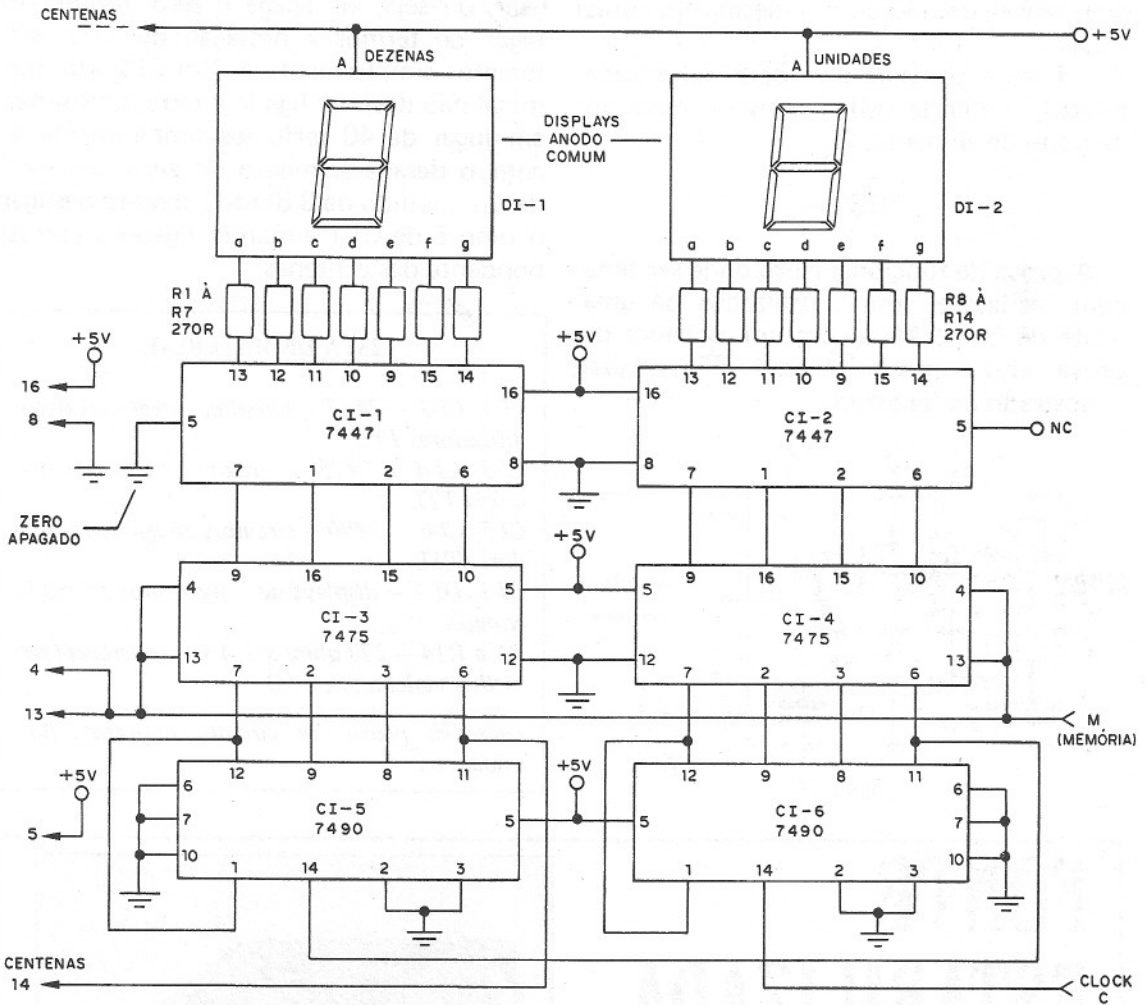 CENTENAS
+5V
A
DEZENAS
A
UNIDADES
DISPLAYS
ANODO
COMUM
DI-1
DI-2
a b c d e f g
a b c d e f g
R1 À
R7
270R
R8 À
R14
270R
+5V
+5V
16
8
13 12 11 10 9 15 14
5
CI-1
7447
16
8
7 1 2 6
13 12 11 10 9 15 14
16
8
CI-2
7447
5
NC
7 1 2 6
ZERO
APAGADO
+5V
9 16 15 10
4
13
CI-3
7475
5
12
7 2 3 6
9 16 15 10
5
12
CI-4
7475
4
13
7 2 3 6
4
13
M
(MEMÓRIA)
+5V
5
+5V
12 9 8 11
6
7
10
CI-5
7490
5
1 14 2 3
12 9 8 11
5
CI-6
7490
6
7
10
1 14 2 3
CENTENAS
14
CLOCK
C